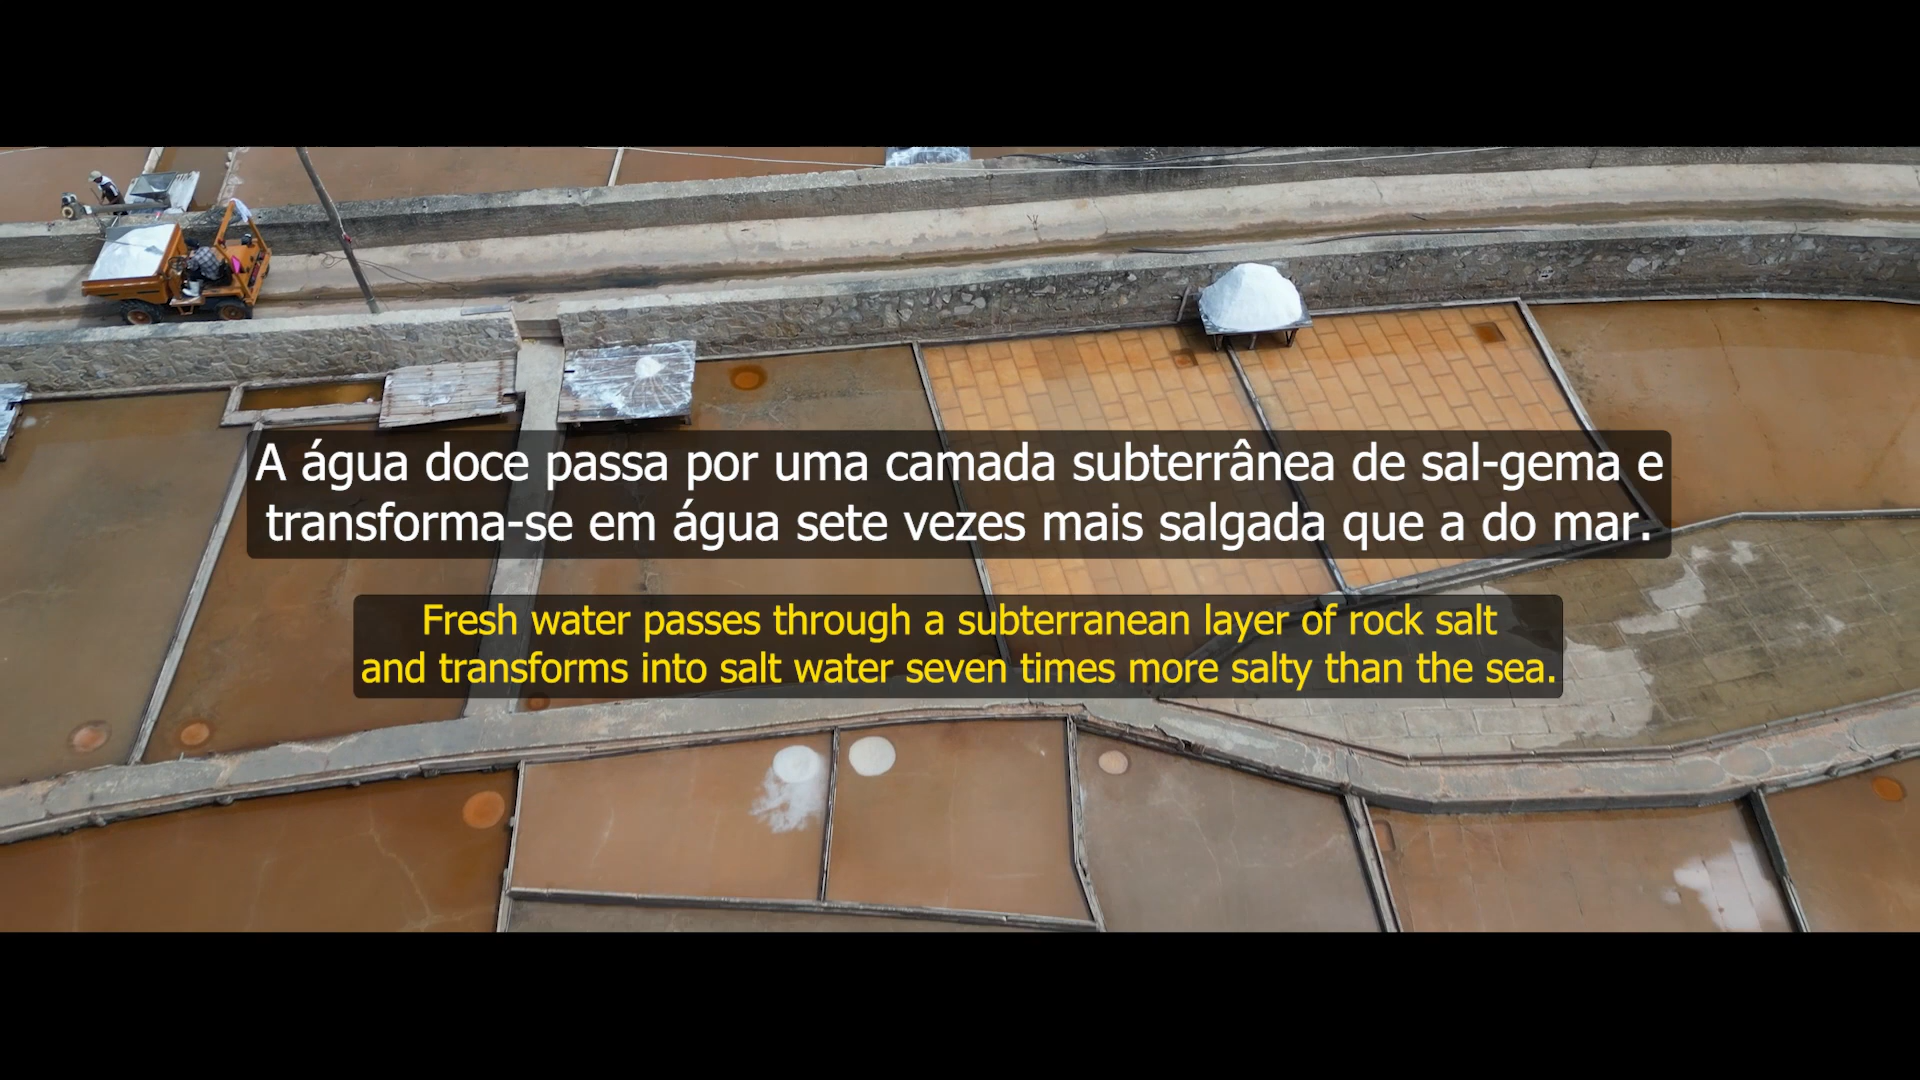 A água doce passa por uma camada subterrânea de sal-gema e
transforma-se em água sete vezes mais salgada que a do mar.
Fresh water passes through a subterranean layer of rock salt
and transforms into salt water seven times more salty than the sea.